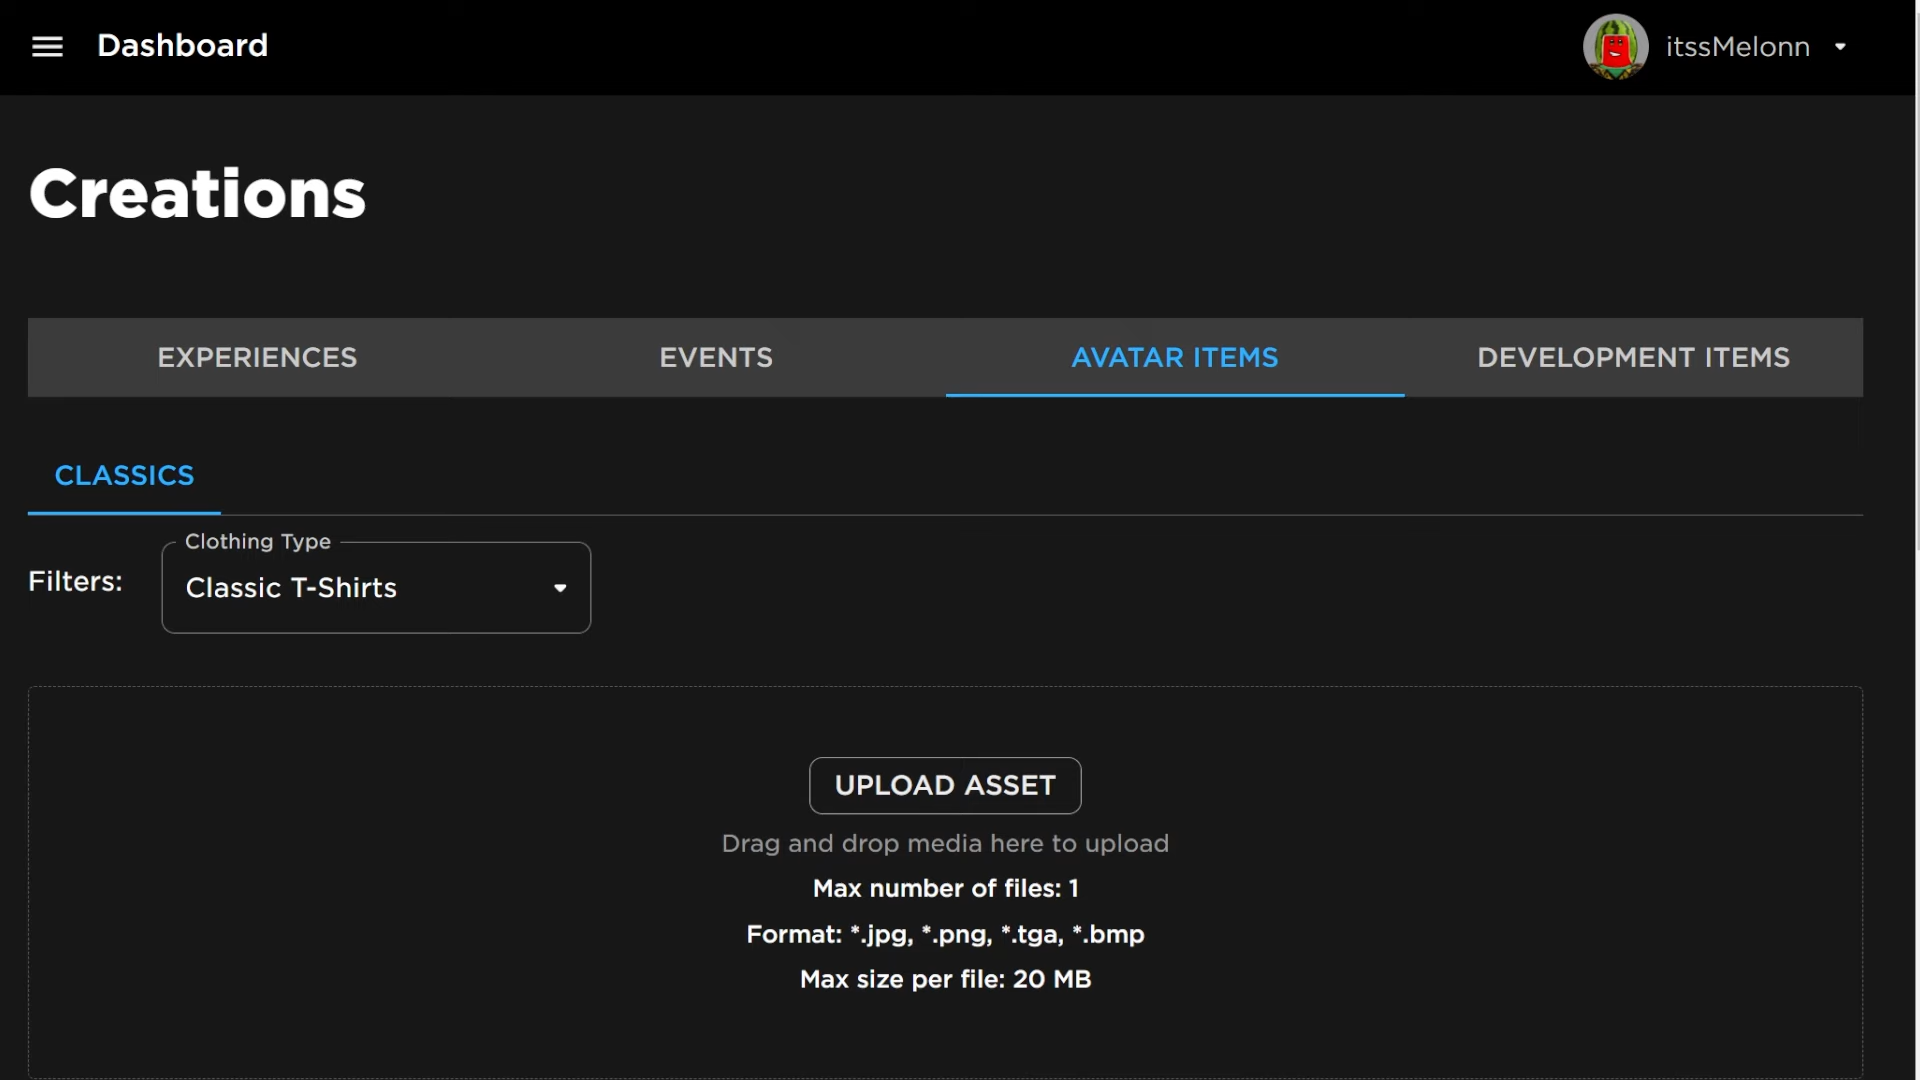 Dashboard
itssMelonn
Creations
EXPERIENCES
EVENTS
AVATAR ITEMS
DEVELOPMENT ITEMS
CLASSICS
Filters:
Clothing Type
Classic T-Shirts
UPLOAD ASSET
Drag and drop media here to upload
Max number of files: 1
Format: *.jpg, *.png, *.tga, *.bmp
Max size per file: 20 MB